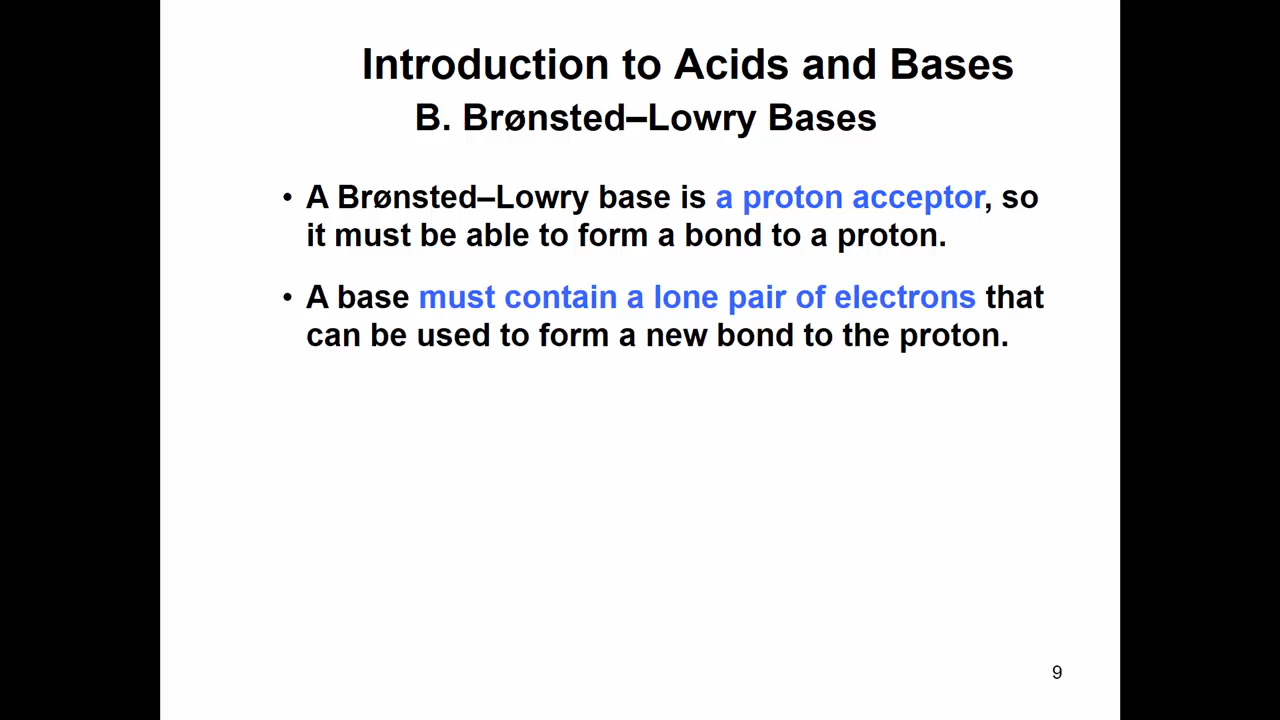 Introduction to Acids and Bases
B. Brønsted–Lowry Bases
• A Brønsted–Lowry base is a proton acceptor, so
it must be able to form a bond to a proton.
• A base must contain a lone pair of electrons that
can be used to form a new bond to the proton.
9